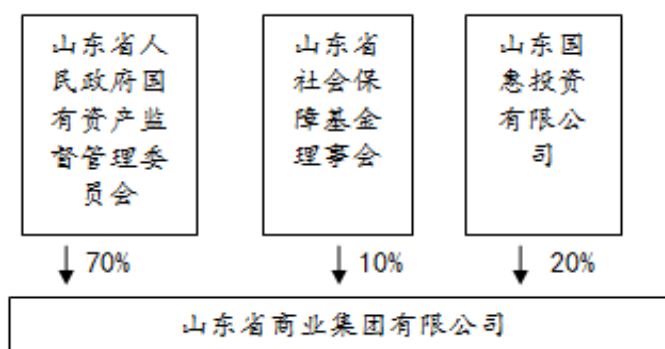 山东省人
民政府国
有资产监
督管理委
员会
山东省
社会保
障基金
理事会
山东国
惠投资
有限公
司
70%
10%
20%
山东省商业集团有限公司